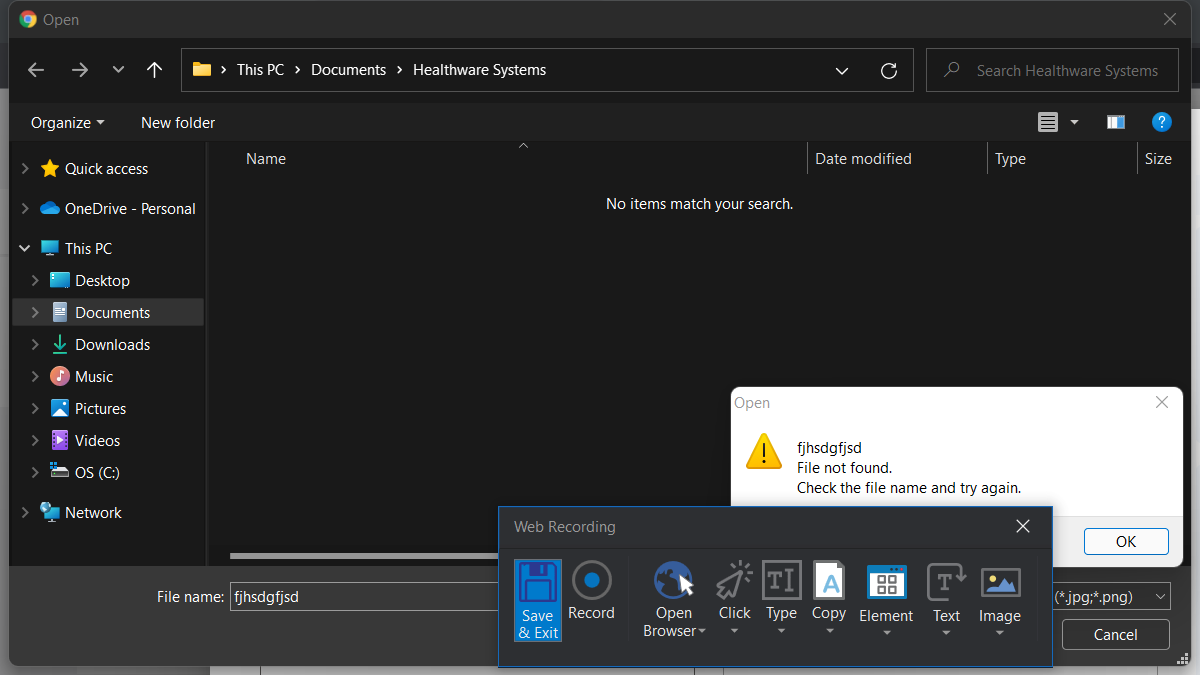 Open
This PC > Documents > Healthware Systems
Search Healthware Systems
Organize
New folder
?
Name
Date modified
Type
Size
No items match your search.
Quick access
OneDrive - Personal
This PC
Desktop
Documents
Downloads
Music
Pictures
Videos
OS (C:)
Network
Open
fjhsdgfjsd
File not found.
Check the file name and try again.
OK
Web Recording
Save
& Exit
Record
Open
Browser
Click
Type
Copy
Element
Text
Image
File name:
fjhsdgfjsd
(*.jpg;*.png)
Cancel